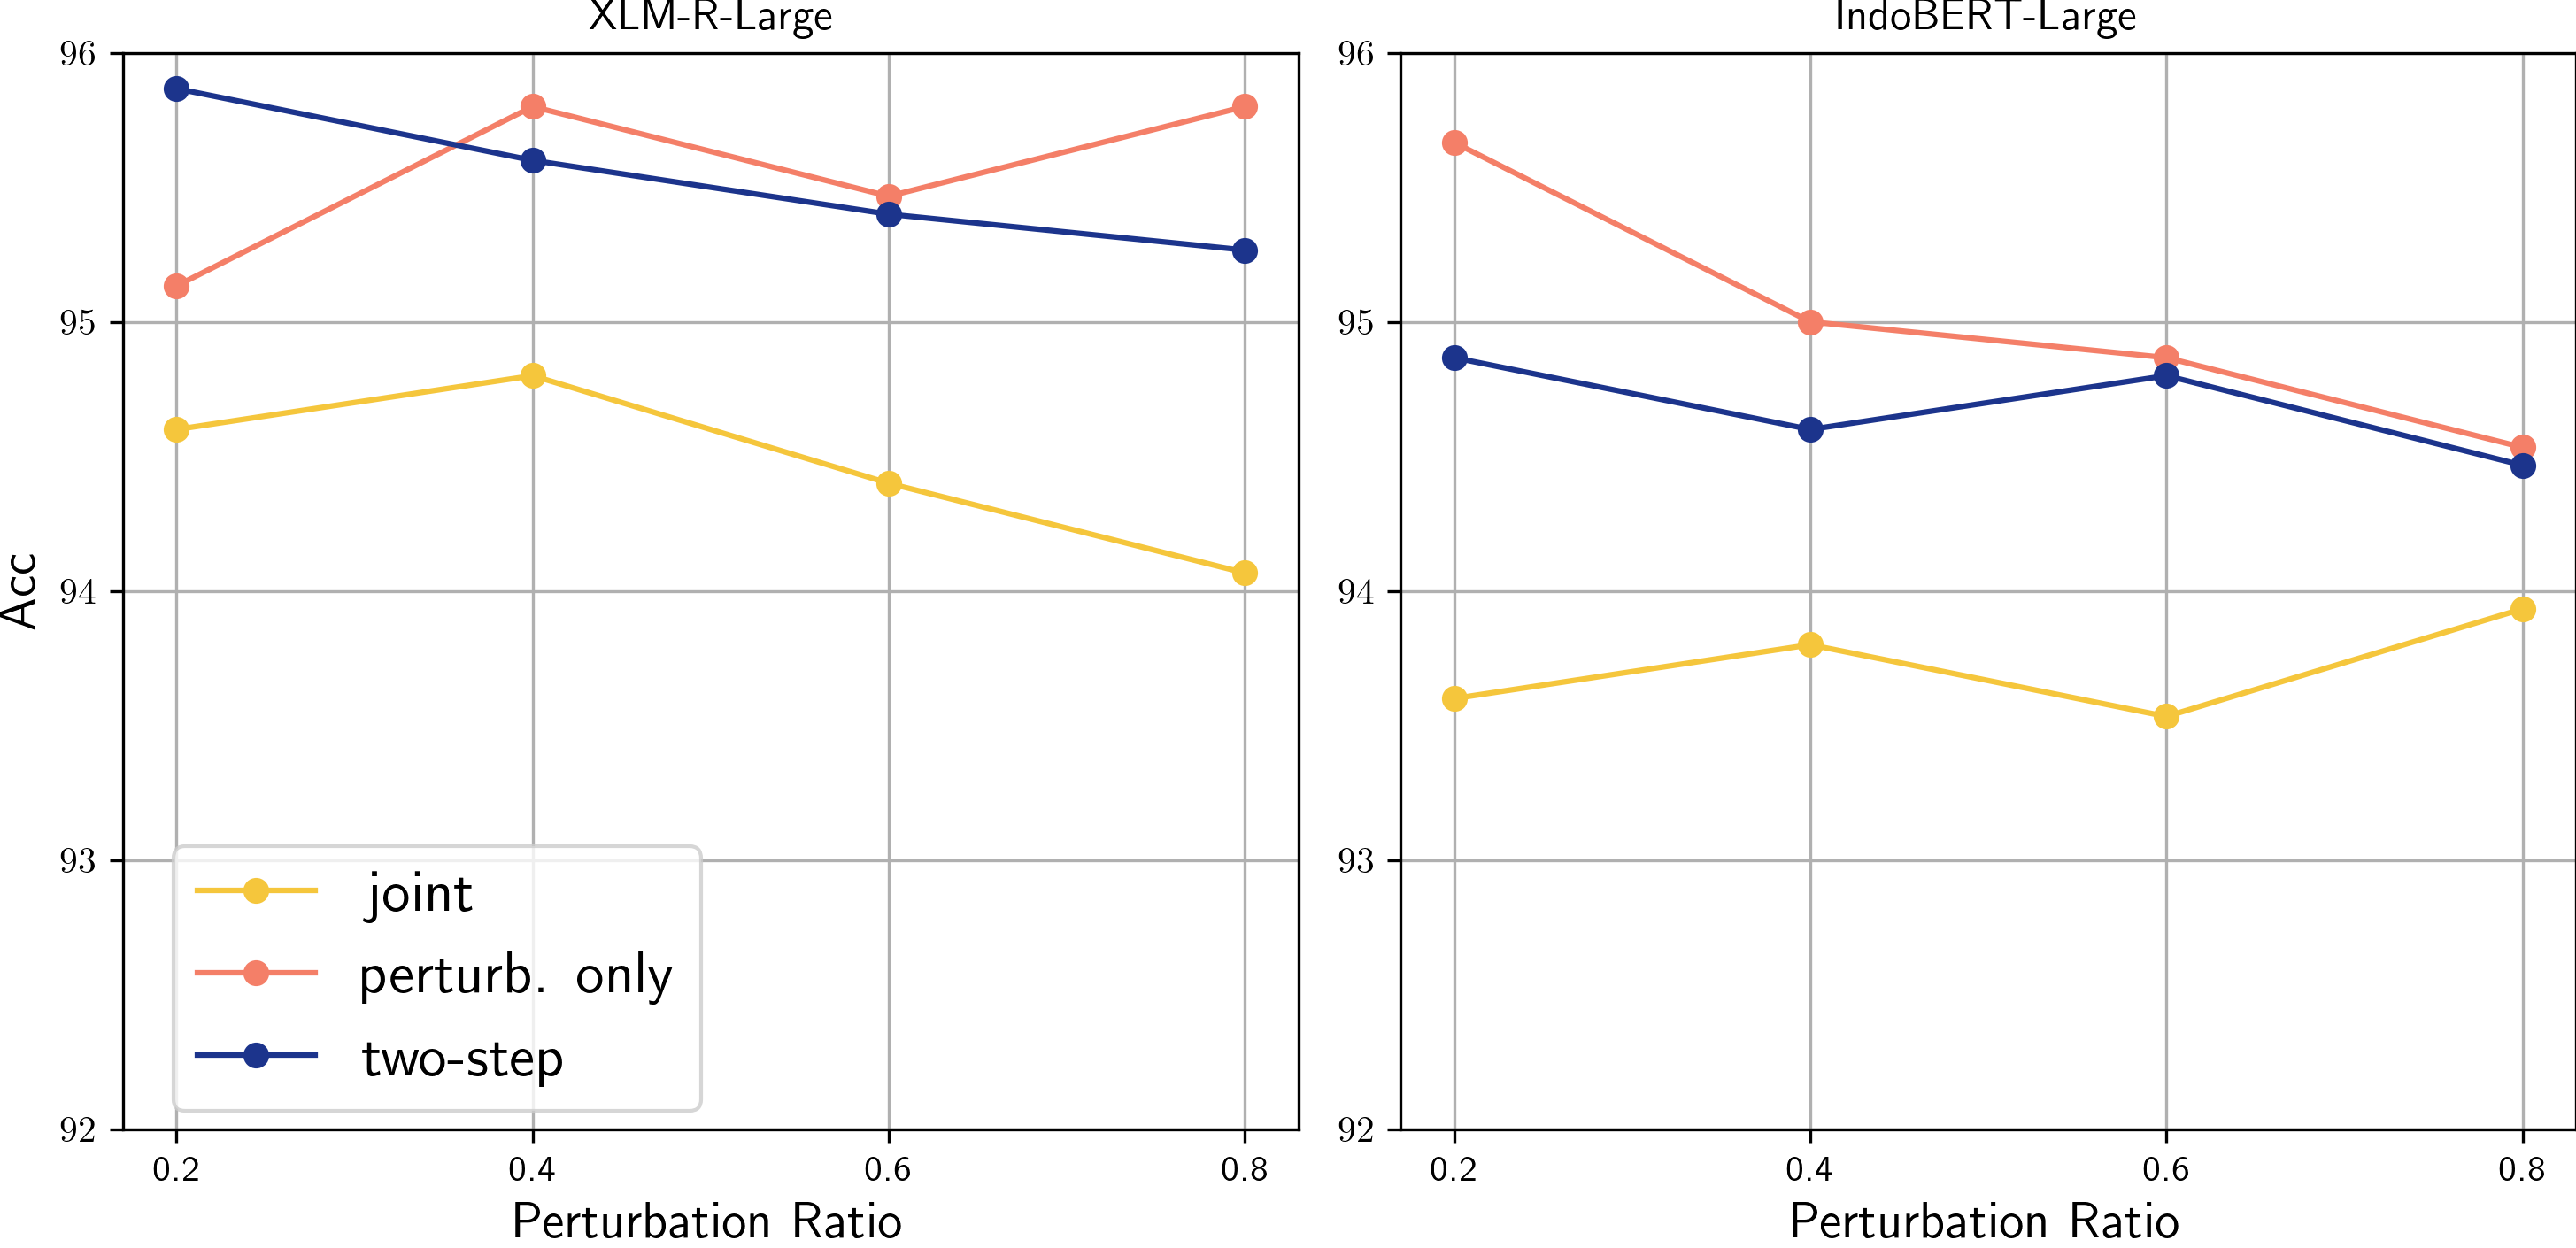 XLM-R-Large
96
95
94
93
92
Acc
joint
perturb. only
two-step
0.2 0.4 0.6 0.8
Perturbation Ratio
IndoBERT-Large
96
95
94
93
92
0.2 0.4 0.6 0.8
Perturbation Ratio